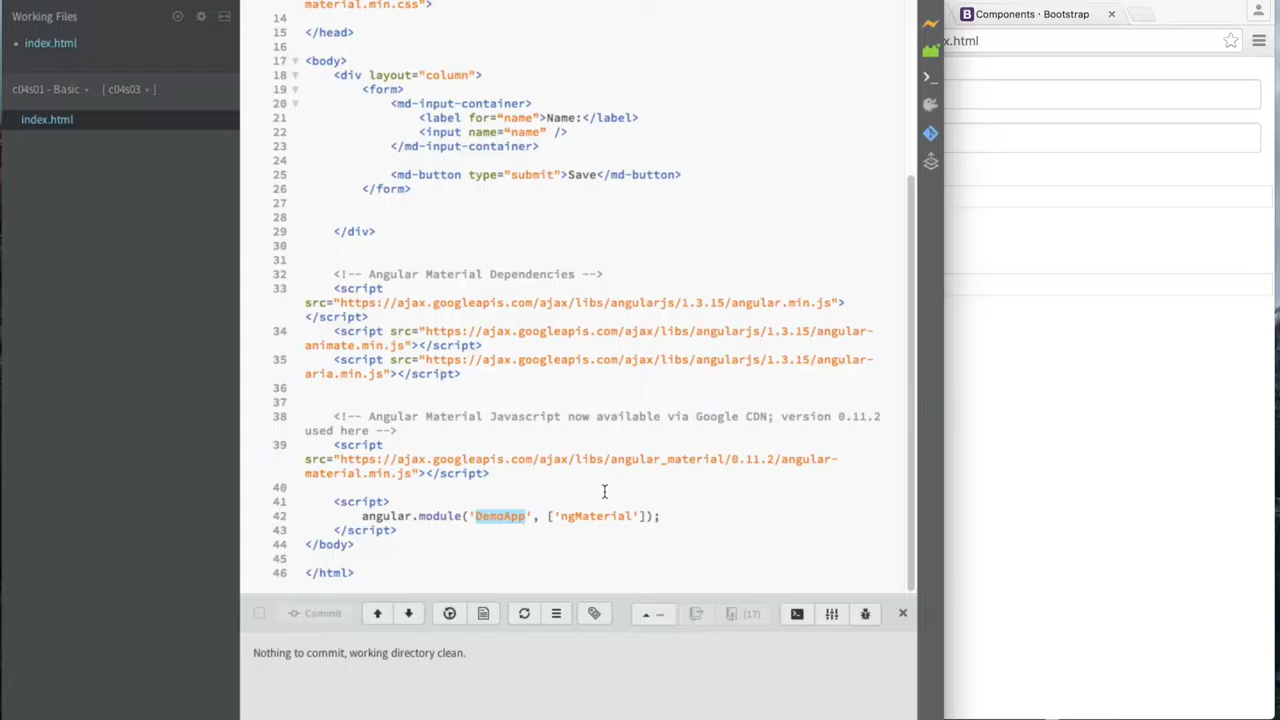 Working Files
index.html
c04s01 - Basic
[ c04s03 ]
index.html
material.min.css">
14
15 </head>
16
17 <body>
18 <div layout="column">
19 <form>
20 <md-input-container>
21 <label for="name">Name:</label>
22 <input name="name" />
23 </md-input-container>
24
25 <md-button type="submit">Save</md-button>
26 </form>
27
28
29 </div>
30
31
32 <!-- Angular Material Dependencies -->
33 <script
src="https://ajax.googleapis.com/ajax/libs/angularjs/1.3.15/angular.min.js">
</script>
34 <script src="https://ajax.googleapis.com/ajax/libs/angularjs/1.3.15/angular-
animate.min.js"></script>
35 <script src="https://ajax.googleapis.com/ajax/libs/angularjs/1.3.15/angular-
aria.min.js"></script>
36
37
38 <!-- Angular Material Javascript now available via Google CDN; version 0.11.2
used here -->
39 <script
src="https://ajax.googleapis.com/ajax/libs/angular_material/0.11.2/angular-
material.min.js"></script>
40
41 <script>
42 angular.module('DemoApp', ['ngMaterial']);
43 </script>
44 </body>
45
46 </html>
Commit
(17)
Nothing to commit, working directory clean.
B Components · Bootstrap
x.html